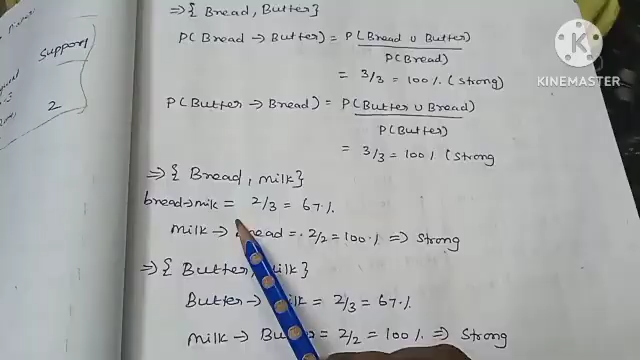 Support
2
⇒ { Bread, Butter }
P( Bread → Butter) = P( Bread ∪ Butter)
P( Bread)
= 3/3 = 100% (strong)
P( Butter → Bread) = P( Butter ∪ Bread)
P( Butter)
= 3/3 = 100% (Strong
⇒ { Bread, milk }
bread→milk = 2/3 = 67%
milk → = 2/2 = 100% ⇒ Strong
⇒ { Butter, }
Butter → = 2/3 = 67%
milk → = 2/2 = 100% ⇒ Strong
K
KINEMASTER